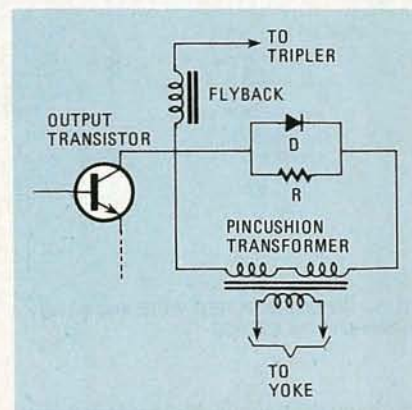 TO
TRIPLER
FLYBACK
OUTPUT
TRANSISTOR
D
R
PINCUSHION
TRANSFORMER
TO
YOKE